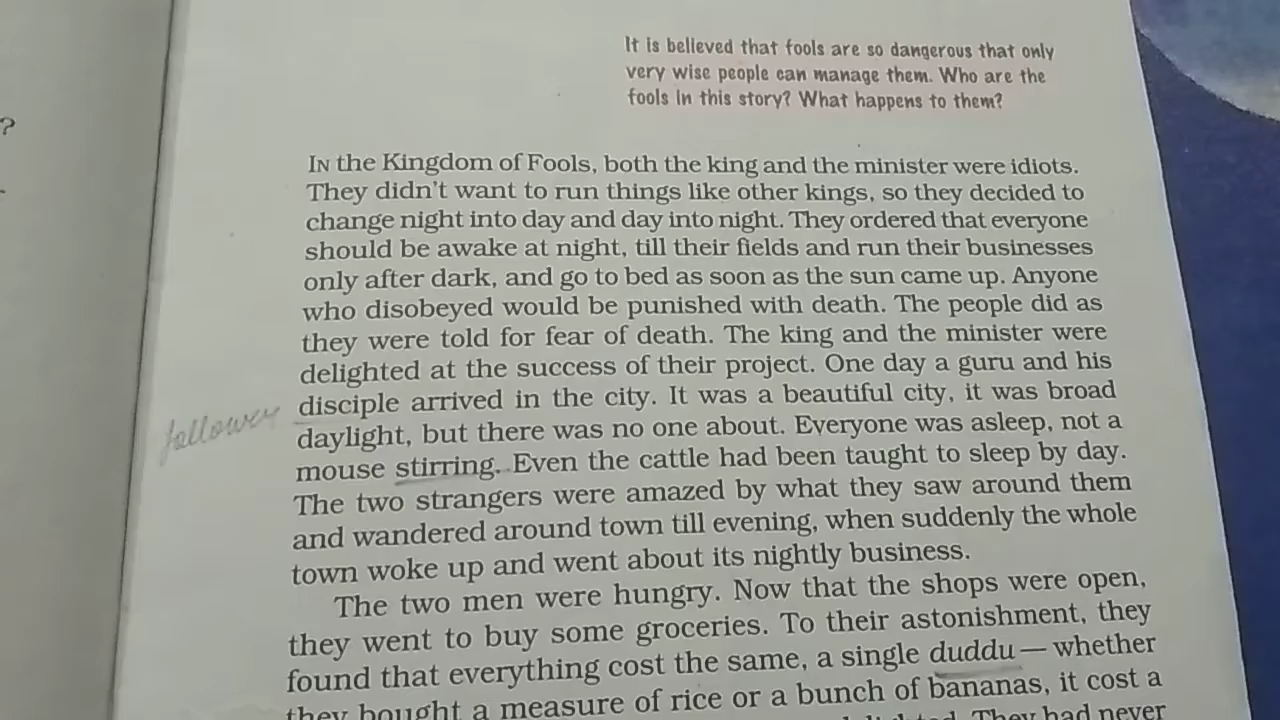 It is believed that fools are so dangerous that only
very wise people can manage them. Who are the
fools in this story? What happens to them?
?
IN the Kingdom of Fools, both the king and the minister were idiots.
They didn't want to run things like other kings, so they decided to
change night into day and day into night. They ordered that everyone
should be awake at night, till their fields and run their businesses
only after dark, and go to bed as soon as the sun came up. Anyone
who disobeyed would be punished with death. The people did as
they were told for fear of death. The king and the minister were
delighted at the success of their project. One day a guru and his
disciple arrived in the city. It was a beautiful city, it was broad
follower
daylight, but there was no one about. Everyone was asleep, not a
mouse stirring. Even the cattle had been taught to sleep by day.
The two strangers were amazed by what they saw around them
and wandered around town till evening, when suddenly the whole
town woke up and went about its nightly business.
The two men were hungry. Now that the shops were open,
they went to buy some groceries. To their astonishment, they
found that everything cost the same, a single duddu — whether
they bought a measure of rice or a bunch of bananas, it cost a
They had never